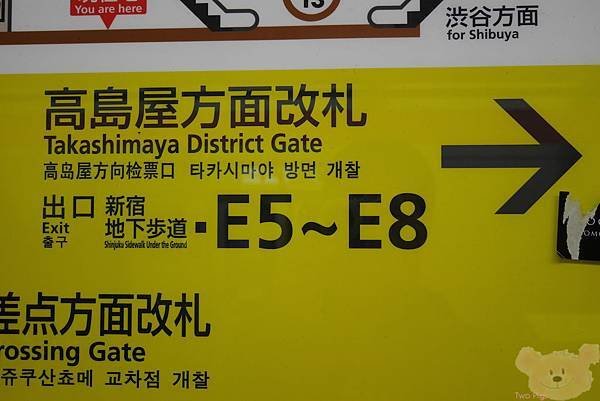 You are here
13
渋谷方面
for Shibuya
高島屋方面改札
Takashimaya District Gate
高岛屋方向检票口 타카시마야 방면 개찰
出口
Exit
출구
新宿
地下歩道
Shinjuku Sidewalk Under the Ground
·E5~E8
差点方面改札
rossing Gate
쥬쿠산쵸메 교차점 개찰